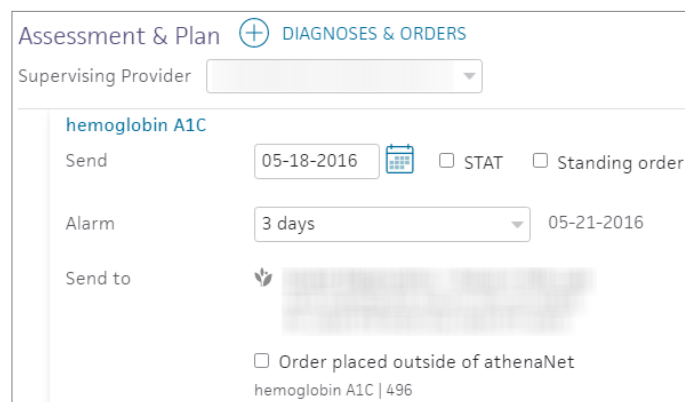 Assessment & Plan DIAGNOSES & ORDERS
Supervising Provider
hemoglobin A1C
Send 05-18-2016 STAT Standing order
Alarm 3 days 05-21-2016
Send to
Order placed outside of athenaNet
hemoglobin A1C | 496